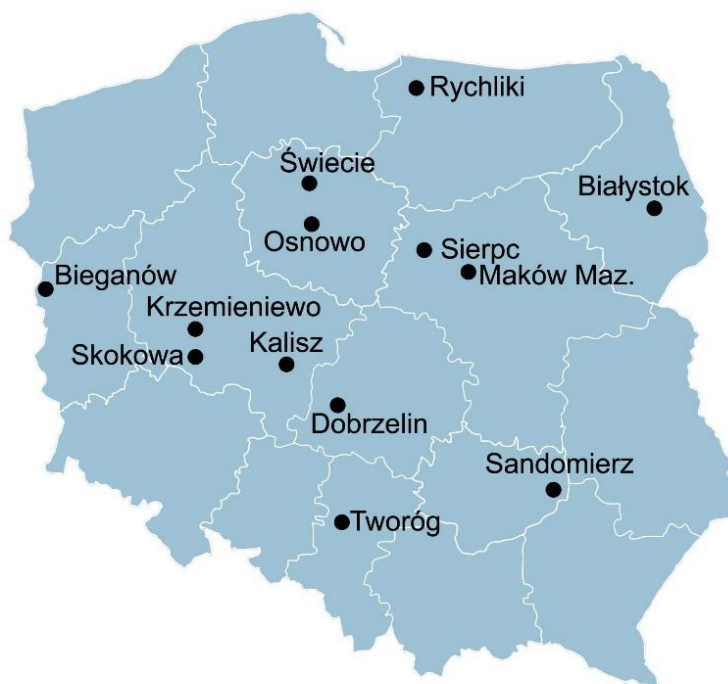 Rychliki
Świecie
Białystok
Osnowo
Sierpc
Bieganów
Maków Maz.
Krzemieniewo
Skokowa
Kalisz
Dobrzelin
Sandomierz
Tworóg